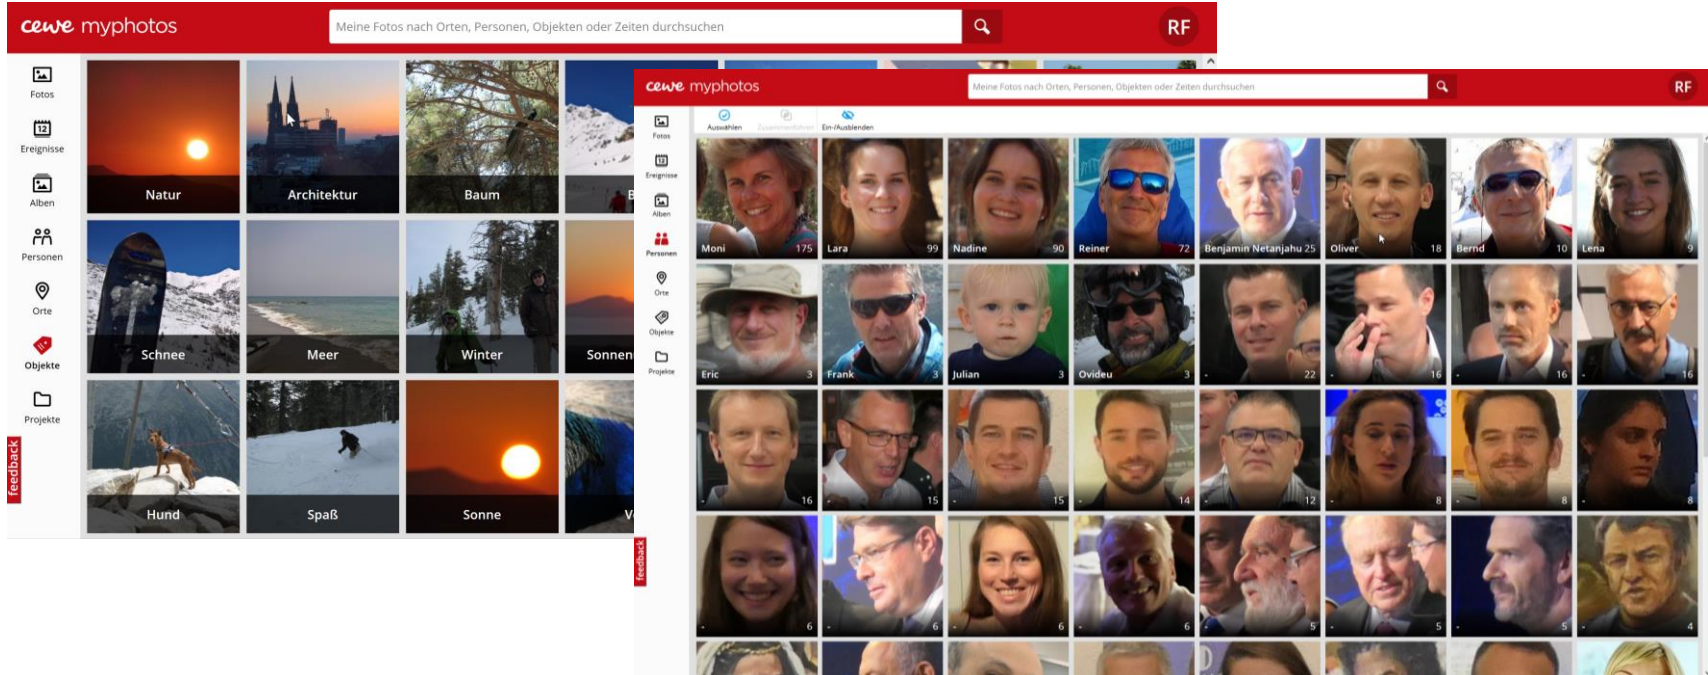 cewe myphotos
Meine Fotos nach Orten, Personen, Objekten oder Zeiten durchsuchen
RF
Fotos
12
Ereignisse
Alben
Personen
Orte
Objekte
Projekte
feedback
Natur
Architektur
Baum
B
Schnee
Meer
Winter
Sonnen
Hund
Spaß
Sonne
V
cewe myphotos
Meine Fotos nach Orten, Personen, Objekten oder Zeiten durchsuchen
RF
Auswählen
Zusammenführen
Ein-/Ausblenden
Fotos
12
Ereignisse
Alben
Personen
Orte
Objekte
Projekte
feedback
Moni 175
Lara 99
Nadine 90
Reiner 72
Benjamin Netanjahu 25
Oliver 18
Bernd 10
Lena 9
Eric 3
Frank 3
Julian 3
Ovideu 3
- 22
- 16
- 16
- 16
- 16
- 15
- 15
- 14
- 12
- 8
- 8
- 8
- 6
- 6
- 6
- 6
- 5
- 5
- 5
- 4